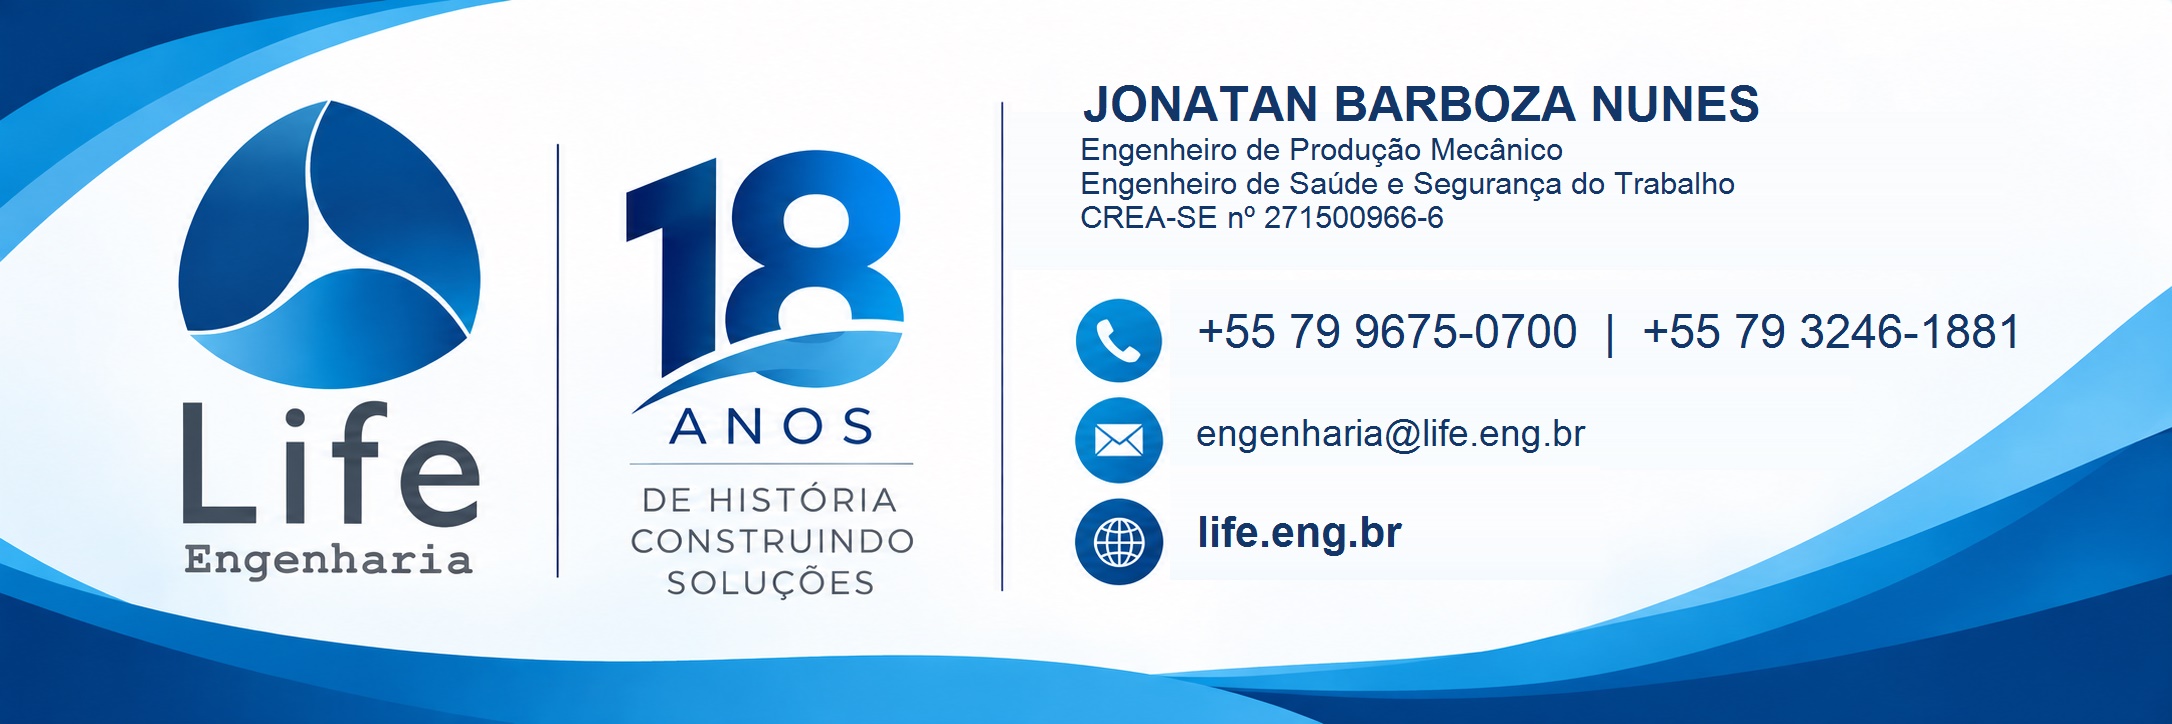 Life
Engenharia
18
ANOS
DE HISTÓRIA
CONSTRUINDO
SOLUÇÕES
JONATAN BARBOZA NUNES
Engenheiro de Produção Mecânico
Engenheiro de Saúde e Segurança do Trabalho
CREA-SE nº 271500966-6
+55 79 9675-0700 | +55 79 3246-1881
engenharia@life.eng.br
life.eng.br